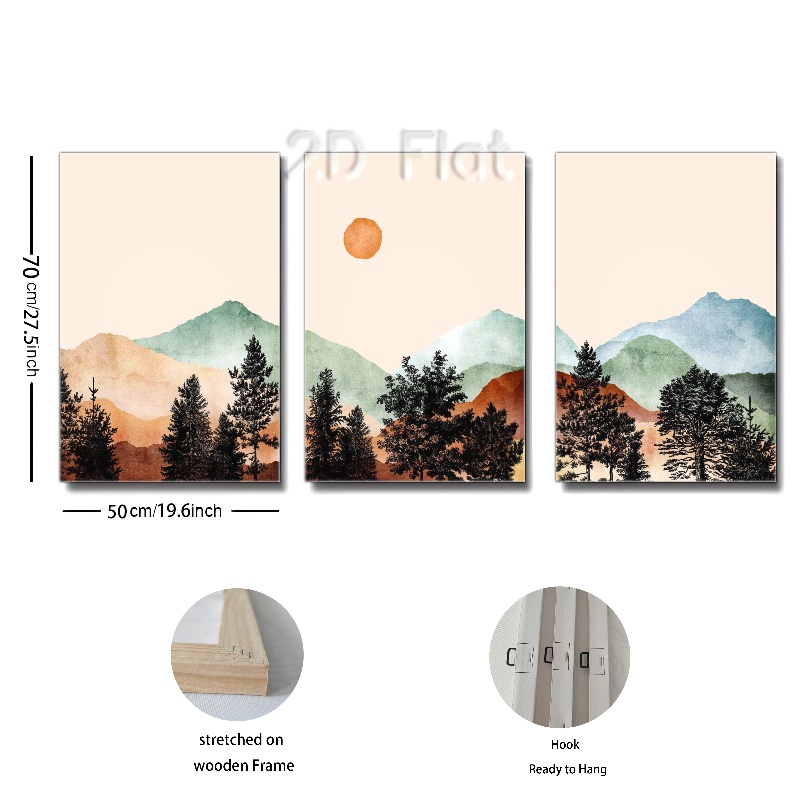 2D Flat
70 cm/27.5inch
50 cm/19.6inch
stretched on
wooden Frame
Hook
Ready to Hang